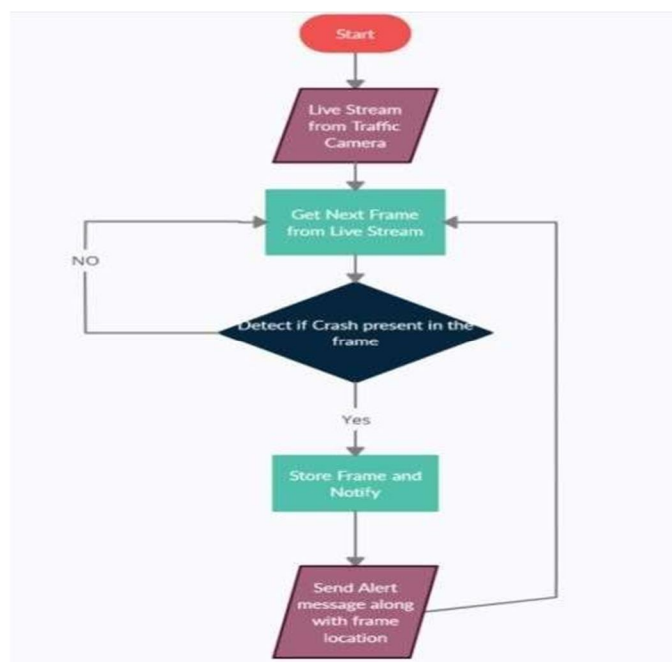 Start
Live Stream
from Traffic
Camera
Get Next Frame
from Live Stream
NO
Detect if Crash present in the
frame
Yes
Store Frame and
Notify
Send Alert
message along
with frame
location